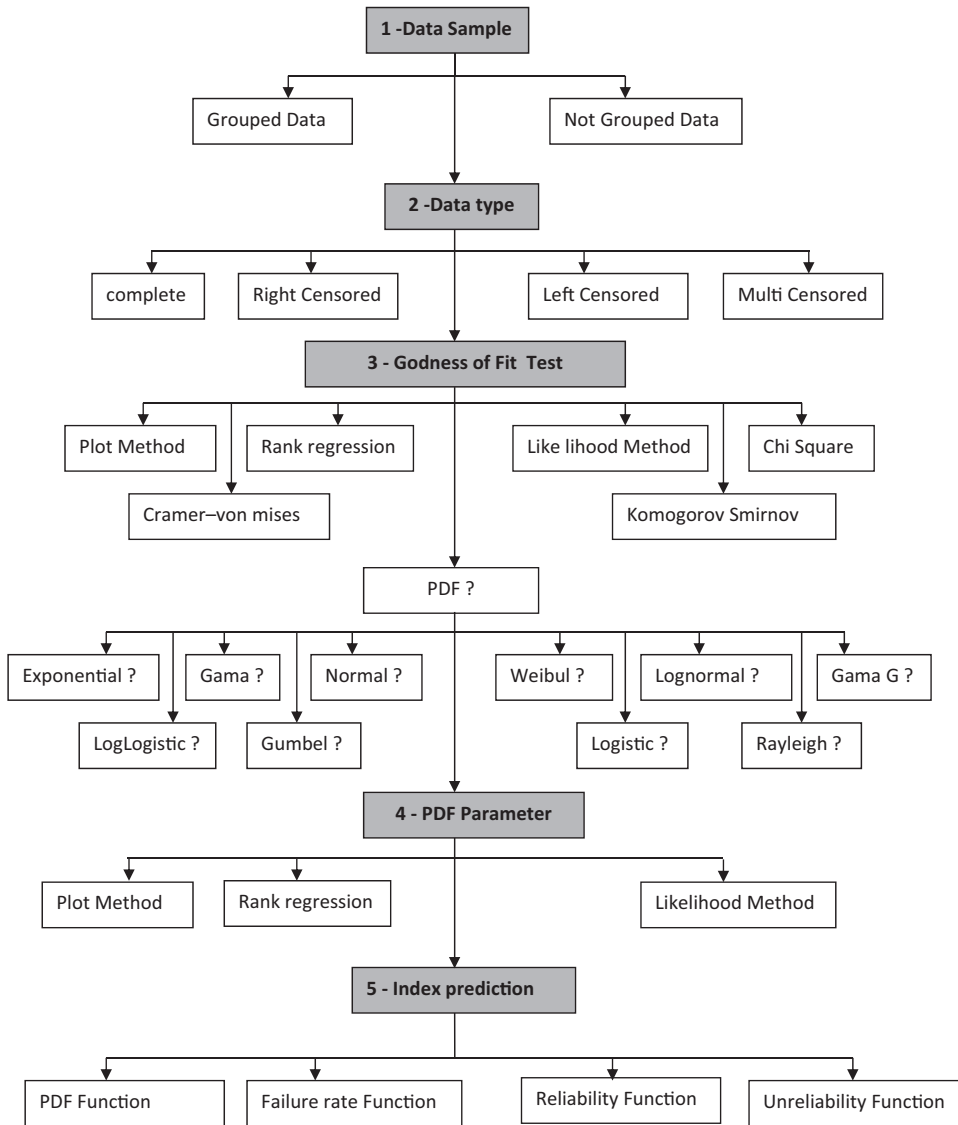 1 -Data Sample
Grouped Data
Not Grouped Data
2 -Data type
complete
Right Censored
Left Censored
Multi Censored
3 - Godness of Fit Test
Plot Method
Rank regression
Like lihood Method
Chi Square
Cramer–von mises
Komogorov Smirnov
PDF ?
Exponential ?
Gama ?
Normal ?
Weibul ?
Lognormal ?
Gama G ?
LogLogistic ?
Gumbel ?
Logistic ?
Rayleigh ?
4 - PDF Parameter
Plot Method
Rank regression
Likelihood Method
5 - Index prediction
PDF Function
Failure rate Function
Reliability Function
Unreliability Function